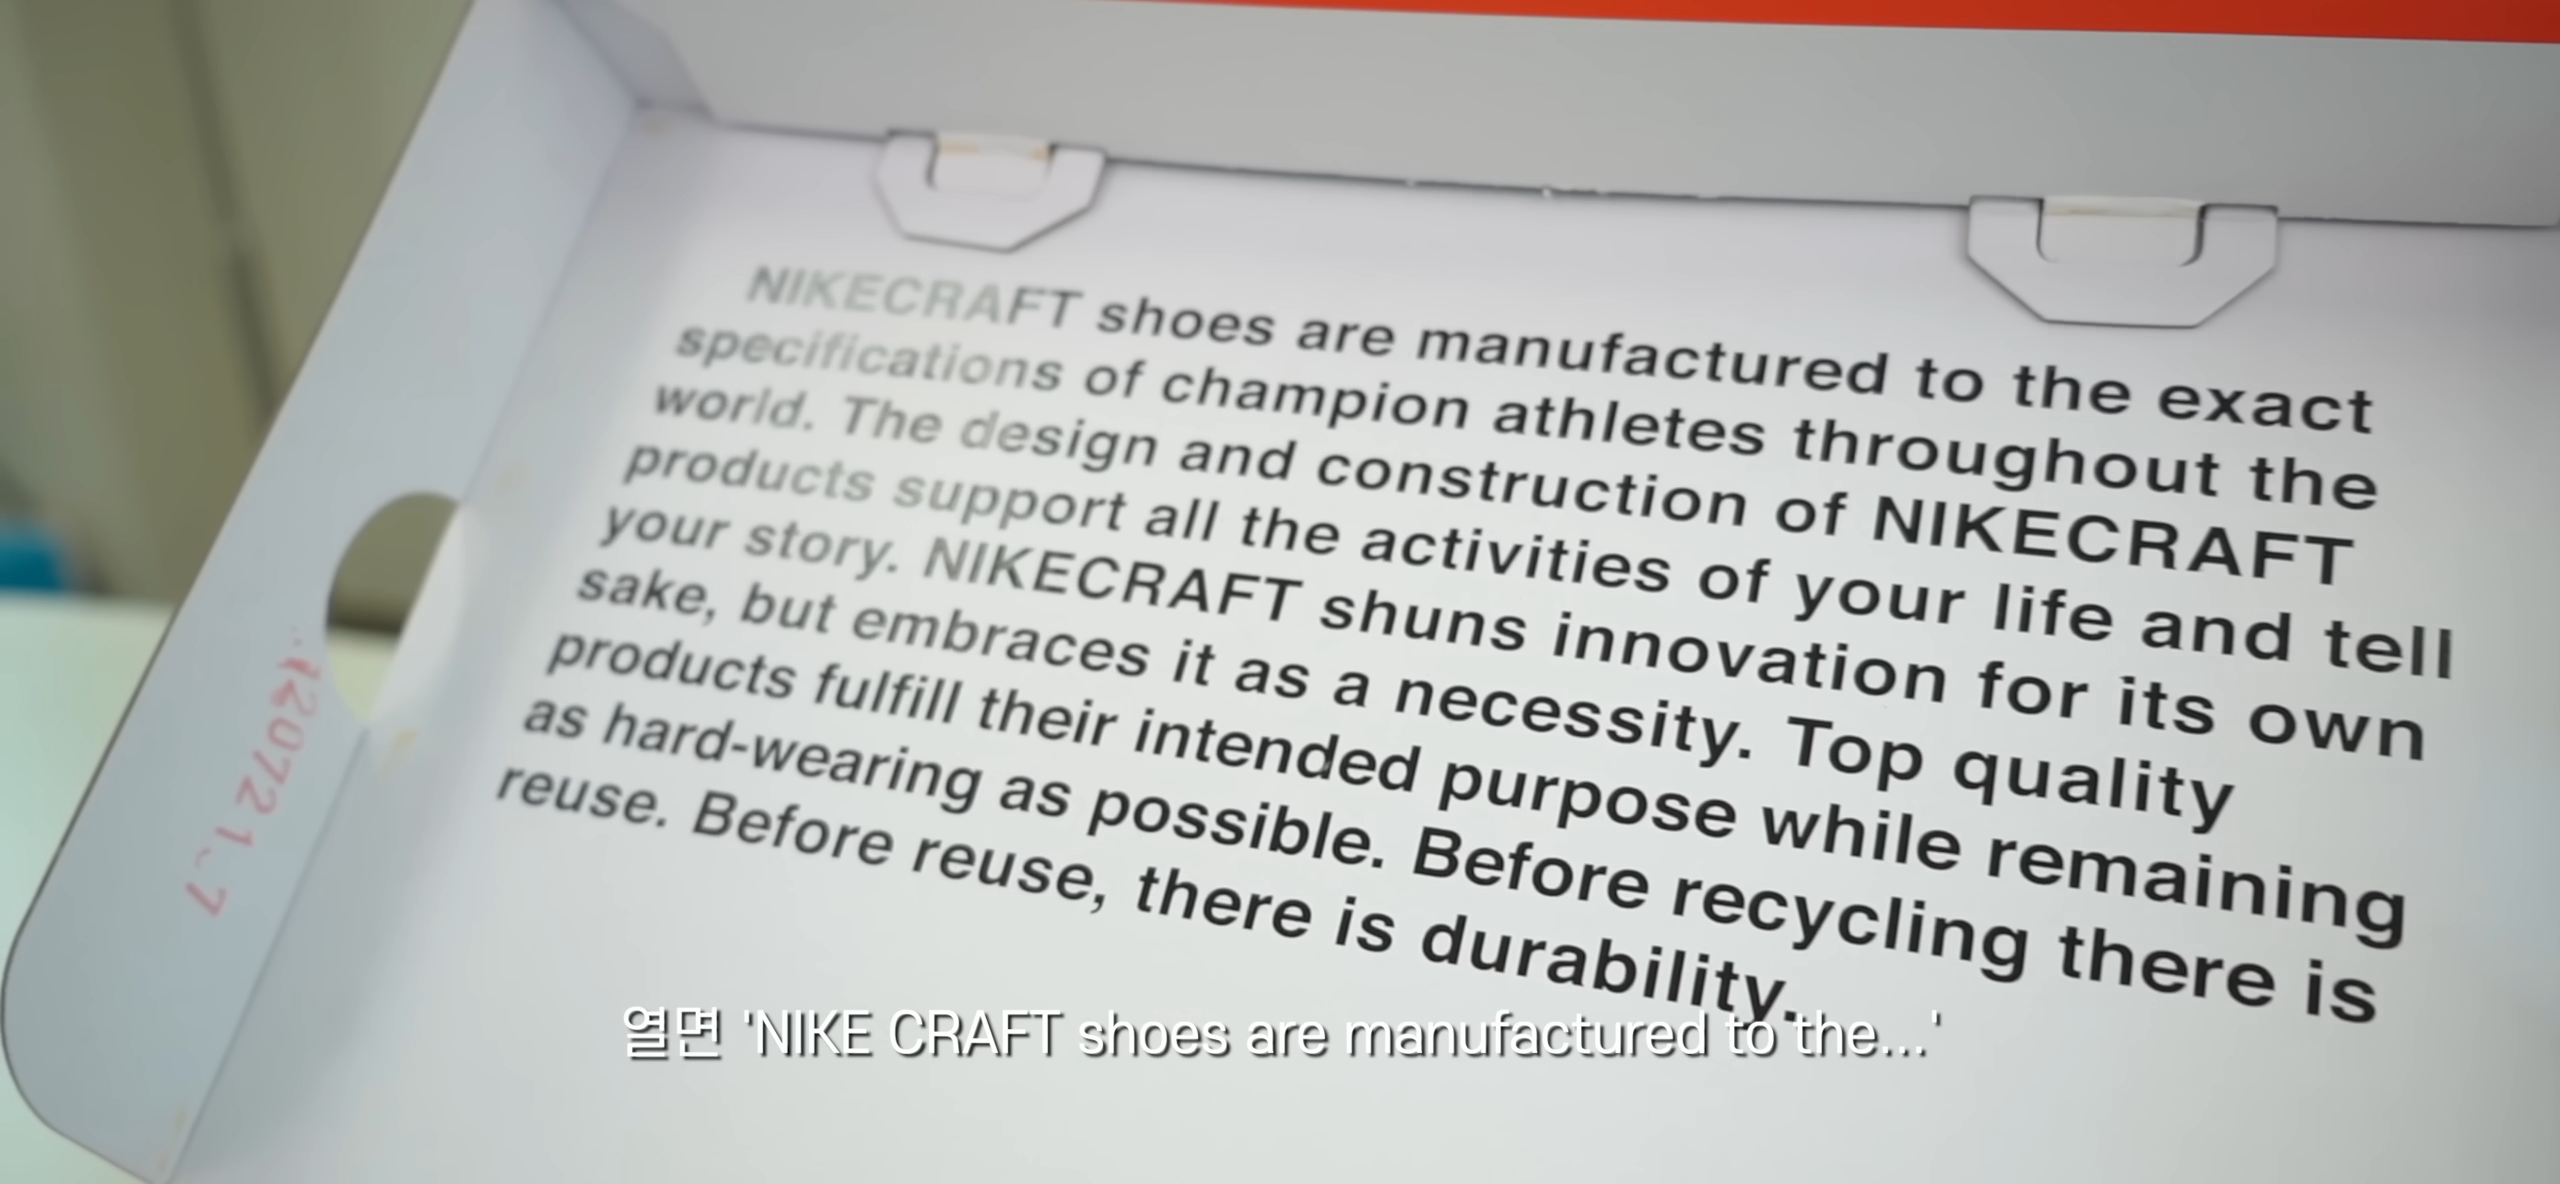 NIKECRAFT shoes are manufactured to the exact
specifications of champion athletes throughout the
world. The design and construction of NIKECRAFT
products support all the activities of your life and tell
your story. NIKECRAFT shuns innovation for its own
sake, but embraces it as a necessity. Top quality
products fulfill their intended purpose while remaining
as hard-wearing as possible. Before recycling there is
reuse. Before reuse, there is durability.
열면 'NIKE CRAFT shoes are manufactured to the...'